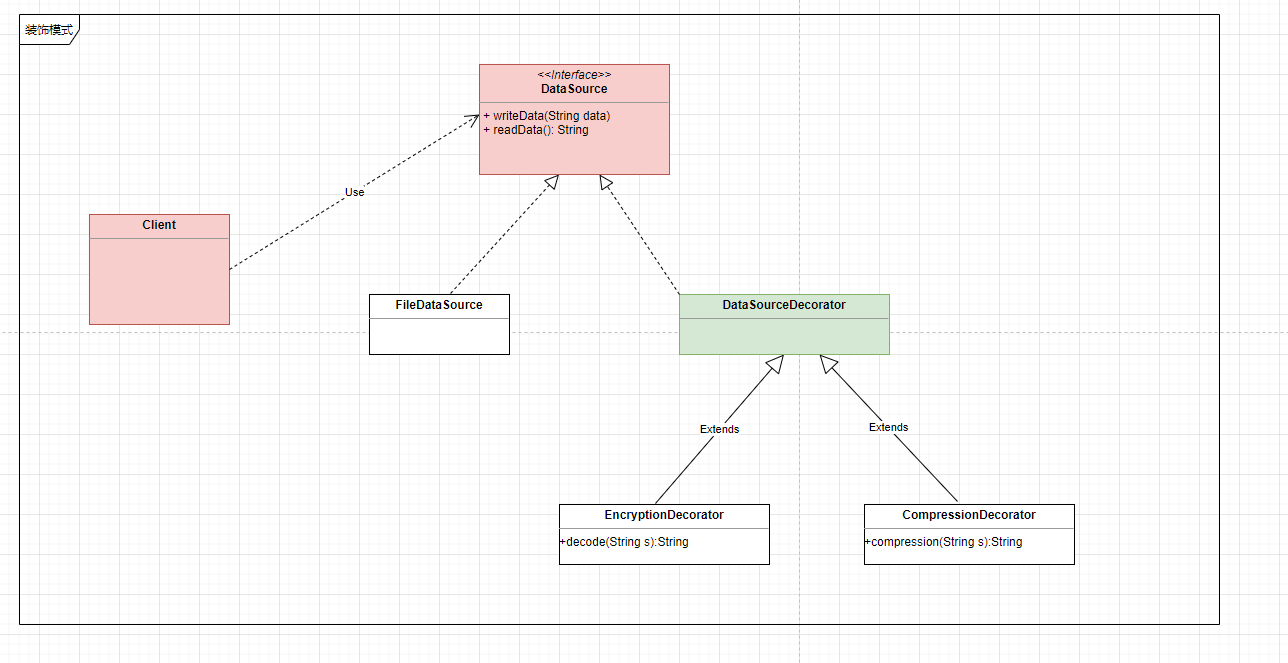 装饰模式
<<Interface>>
DataSource
+ writeData(String data)
+ readData(): String
Use
Client
FileDataSource
DataSourceDecorator
Extends
Extends
EncryptionDecorator
+decode(String s):String
CompressionDecorator
+compression(String s):String